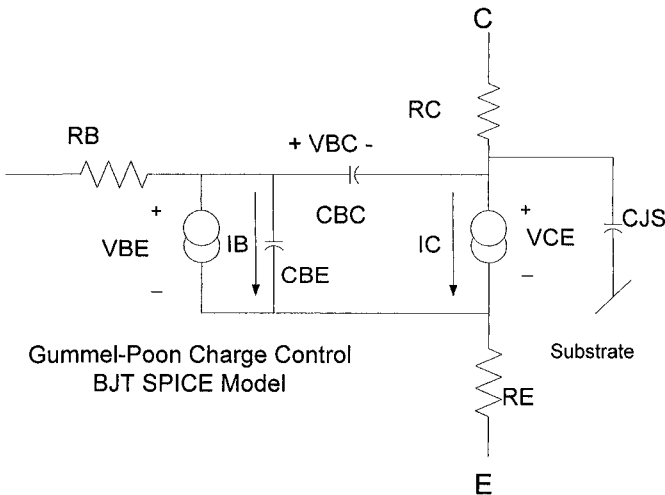 C
RC
RB
+ VBC -
CBC
+
VBE
–
IB
CBE
IC
+
VCE
–
CJS
Gummel-Poon Charge Control
BJT SPICE Model
Substrate
RE
E